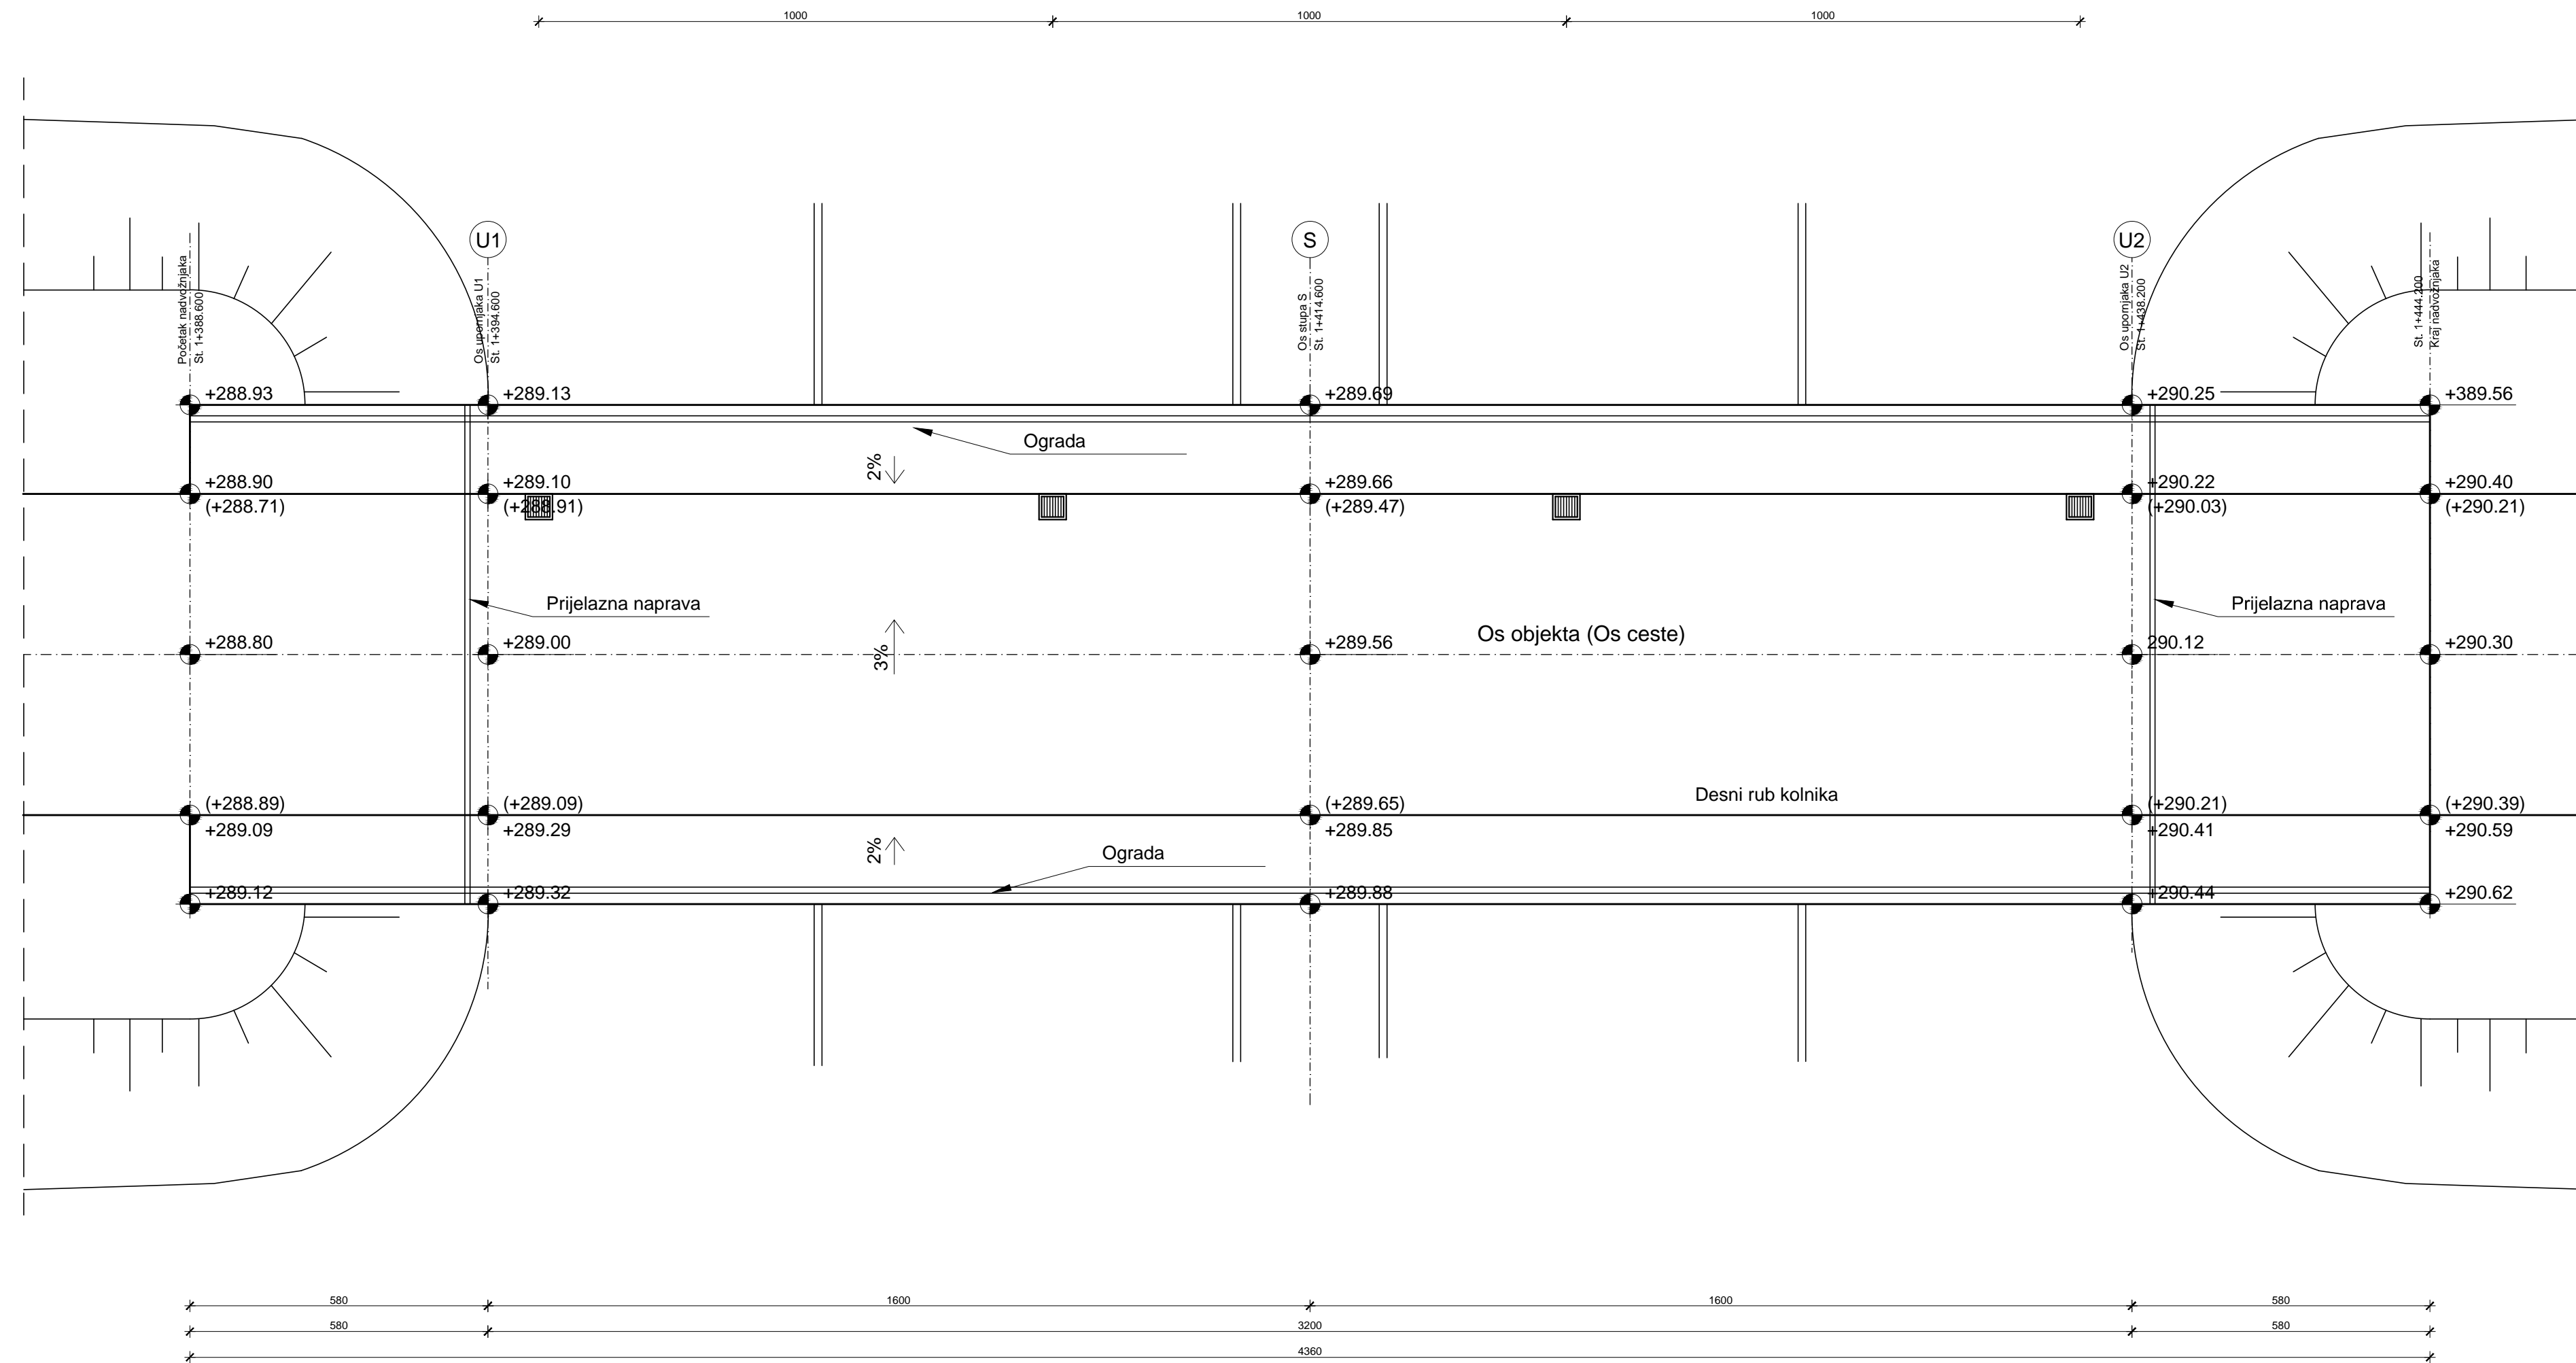 1000 1000 1000
U1 S U2
Početak nadvožnjaka
St. 1+388.600
Os upornjaka U1
St. 1+394.600
Os stupa S
St. 1+414.600
Os upornjaka U2
St. 1+438.200
St. 1+444.200
Kraj nadvožnjaka
+288.93 +289.13 +289.69 +290.25 +389.56
Ograda
2%
+288.90 +289.10 +289.66 +290.22 +290.40
(+288.71) (+288.91) (+289.47) (+290.03) (+290.21)
Prijelazna naprava Prijelazna naprava
Os objekta (Os ceste)
+288.80 +289.00 +289.56 290.12 +290.30
3%
Desni rub kolnika
(+288.89) (+289.09) (+289.65) (+290.21) (+290.39)
+289.09 +289.29 +289.85 +290.41 +290.59
2%
Ograda
+289.12 +289.32 +289.88 +290.44 +290.62
580 1600 1600 580
580 3200 580
4360